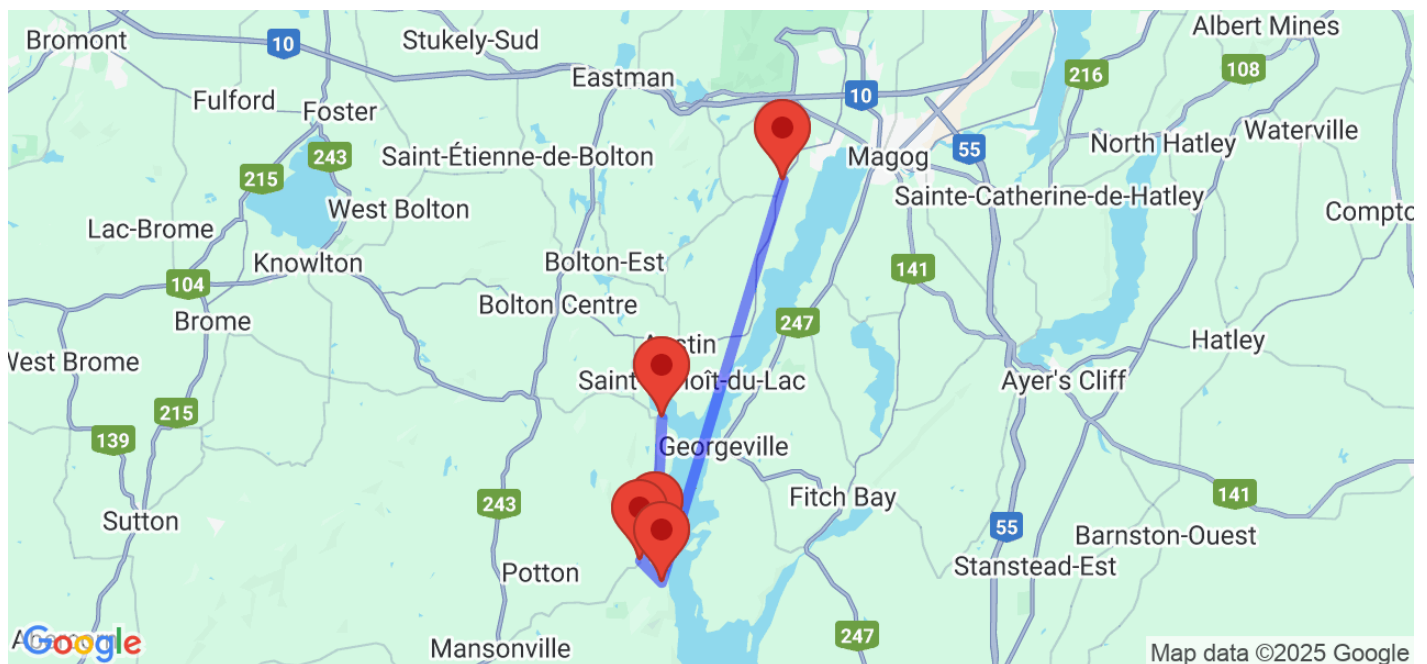 Bromont
10
Stukely-Sud
Albert Mines
Eastman
216
108
Fulford
Foster
10
243
Saint-Étienne-de-Bolton
Magog
55
North Hatley
Waterville
215
West Bolton
Sainte-Catherine-de-Hatley
Compto
Lac-Brome
Knowlton
Bolton-Est
141
104
Bolton Centre
Brome
247
Hatley
West Brome
Ayer's Cliff
215
139
Georgeville
243
Fitch Bay
141
Sutton
55
Barnston-Ouest
Potton
Stanstead-Est
Google
Mansonville
247
Map data ©2025 Google